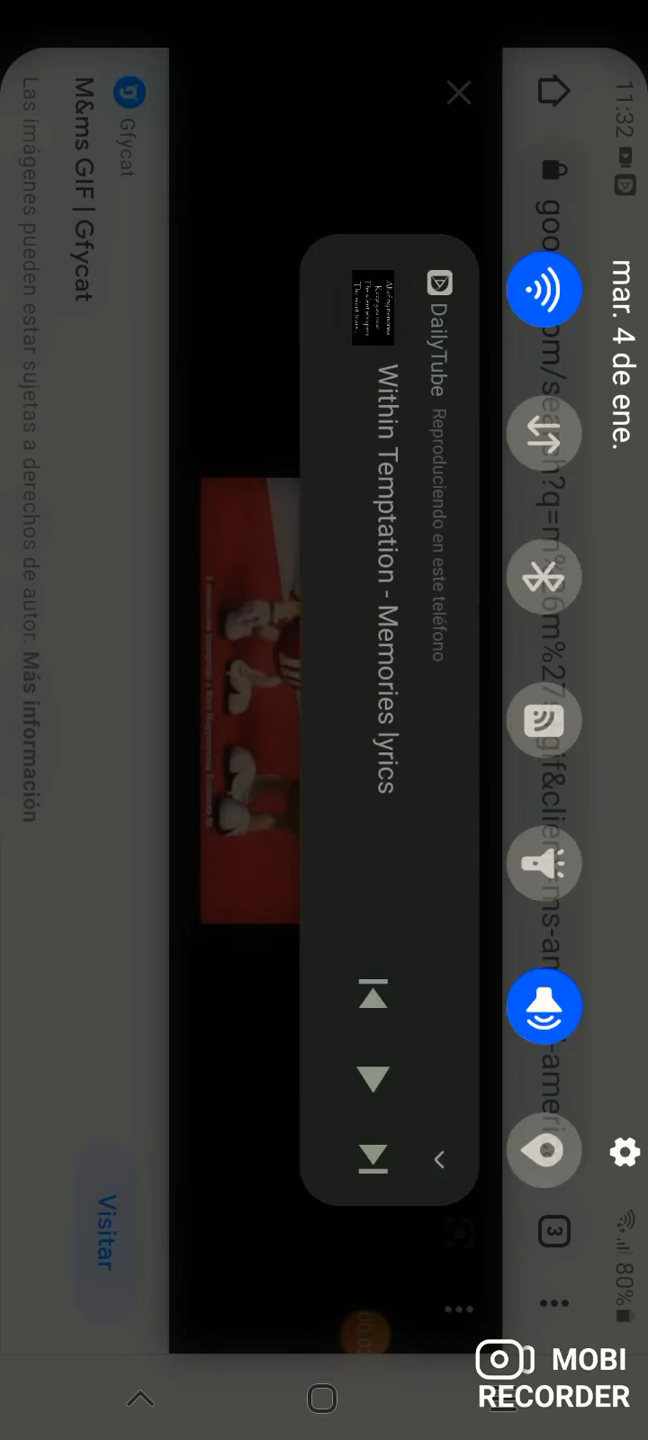 11:32
80%
mar. 4 de ene.
3
DailyTube Reproduciendo en este teléfono
Within Temptation - Memories lyrics
Gfycat
M&ms GIF | Gfycat
Las imágenes pueden estar sujetas a derechos de autor. Más información
Visitar
MOBI
RECORDER